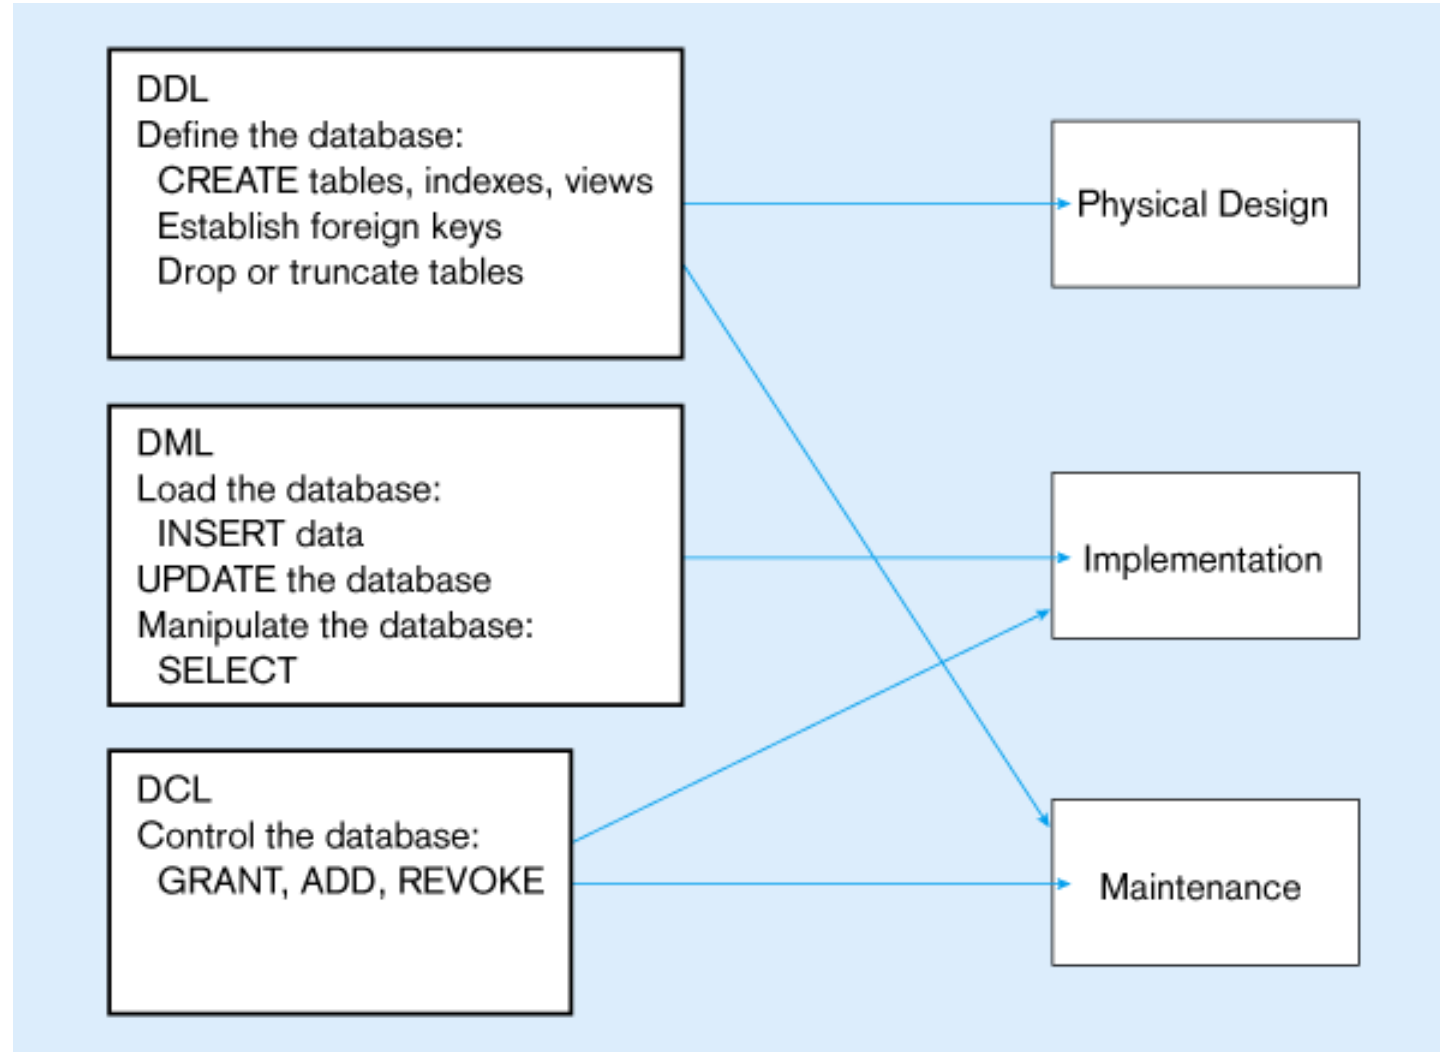 DDL
Define the database:
CREATE tables, indexes, views
Establish foreign keys
Drop or truncate tables
Physical Design
DML
Load the database:
INSERT data
UPDATE the database
Manipulate the database:
SELECT
Implementation
DCL
Control the database:
GRANT, ADD, REVOKE
Maintenance